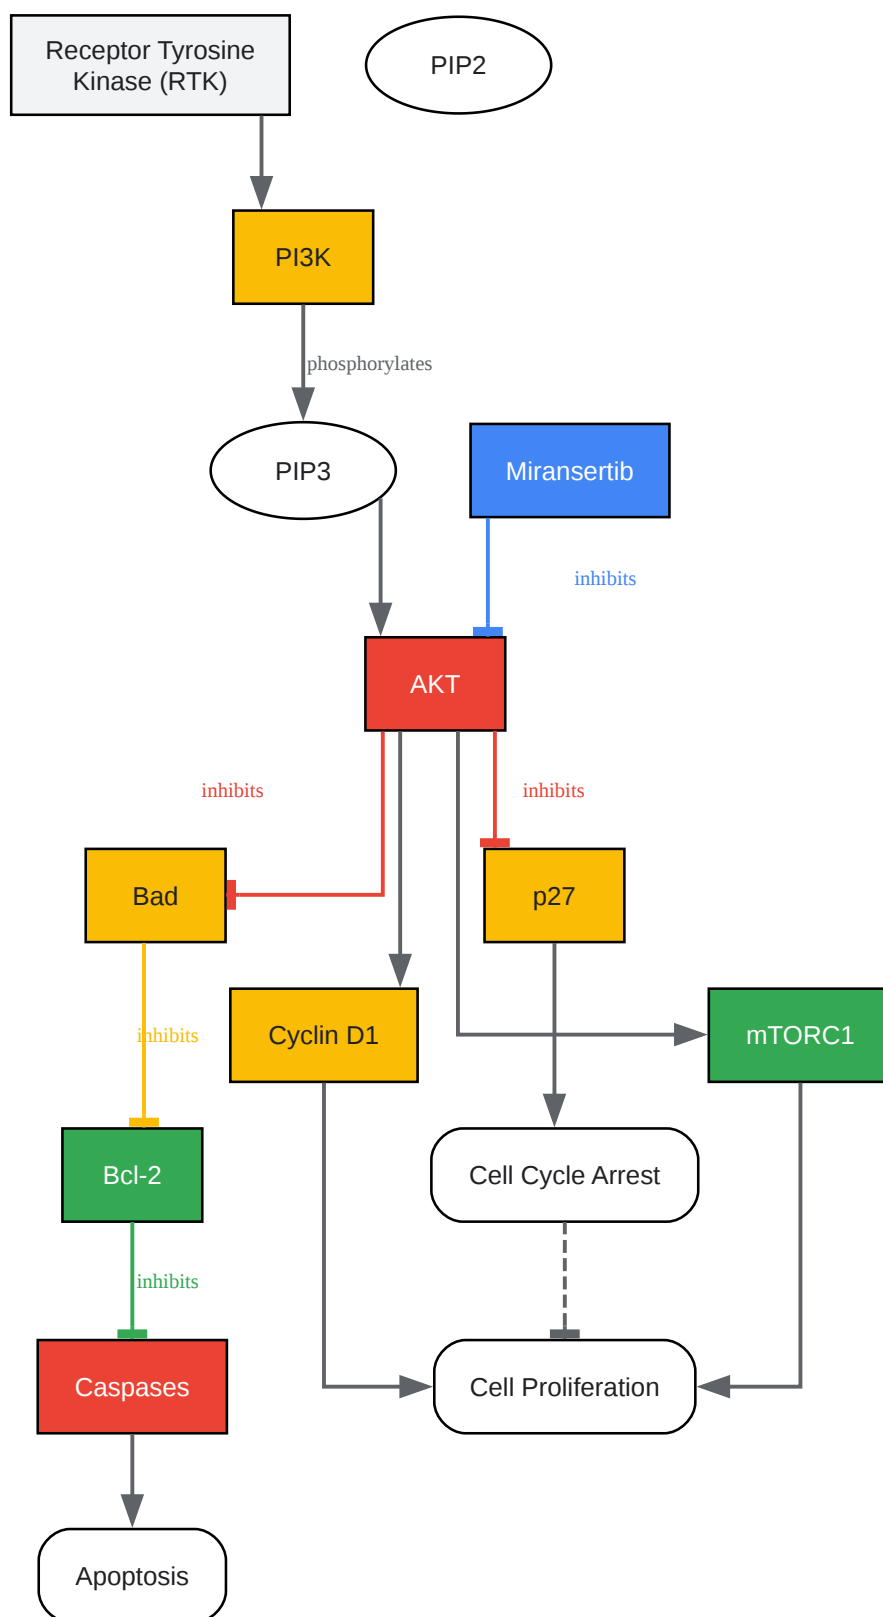 Receptor Tyrosine
Kinase (RTK)
PIP2
PI3K
phosphorylates
PIP3
Miransertib
inhibits
AKT
inhibits
inhibits
Bad
p27
inhibits
Cyclin D1
mTORC1
Bcl-2
Cell Cycle Arrest
inhibits
Caspases
Cell Proliferation
Apoptosis